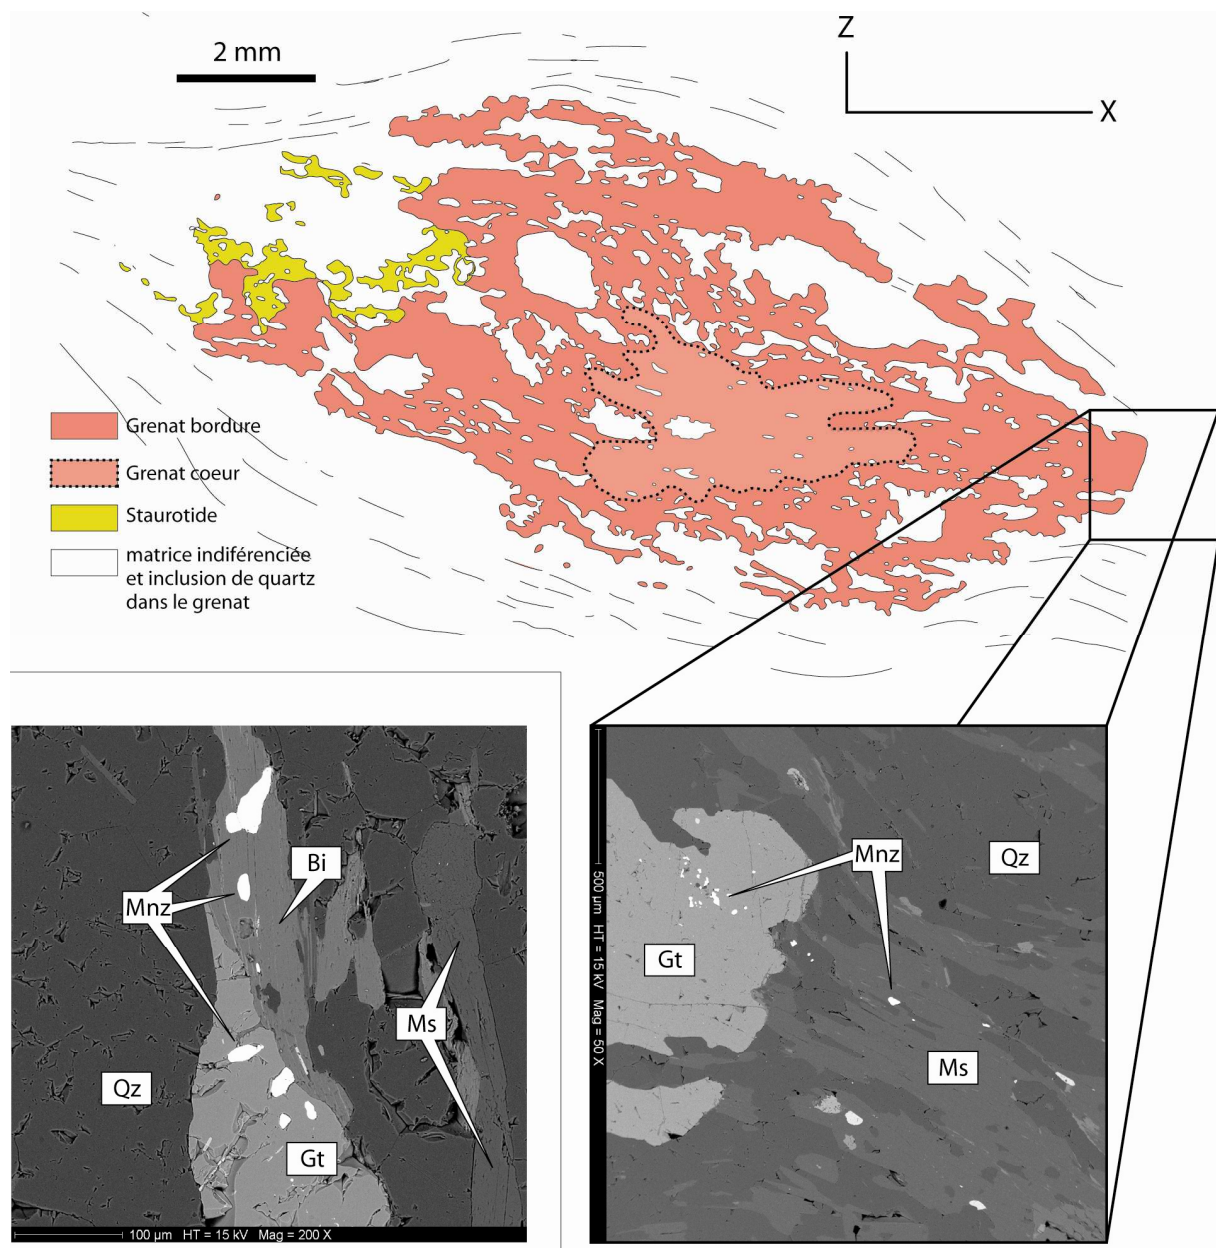 2 mm
Z
X
Grenat bordure
Grenat coeur
Staurotide
matrice indiférenciée
et inclusion de quartz
dans le grenat
Mnz
Bi
Ms
Qz
Gt
100 µm HT = 15 kV Mag = 200 X
Mnz
Qz
Gt
Ms
500 µm HT = 15 kV Mag = 50 X